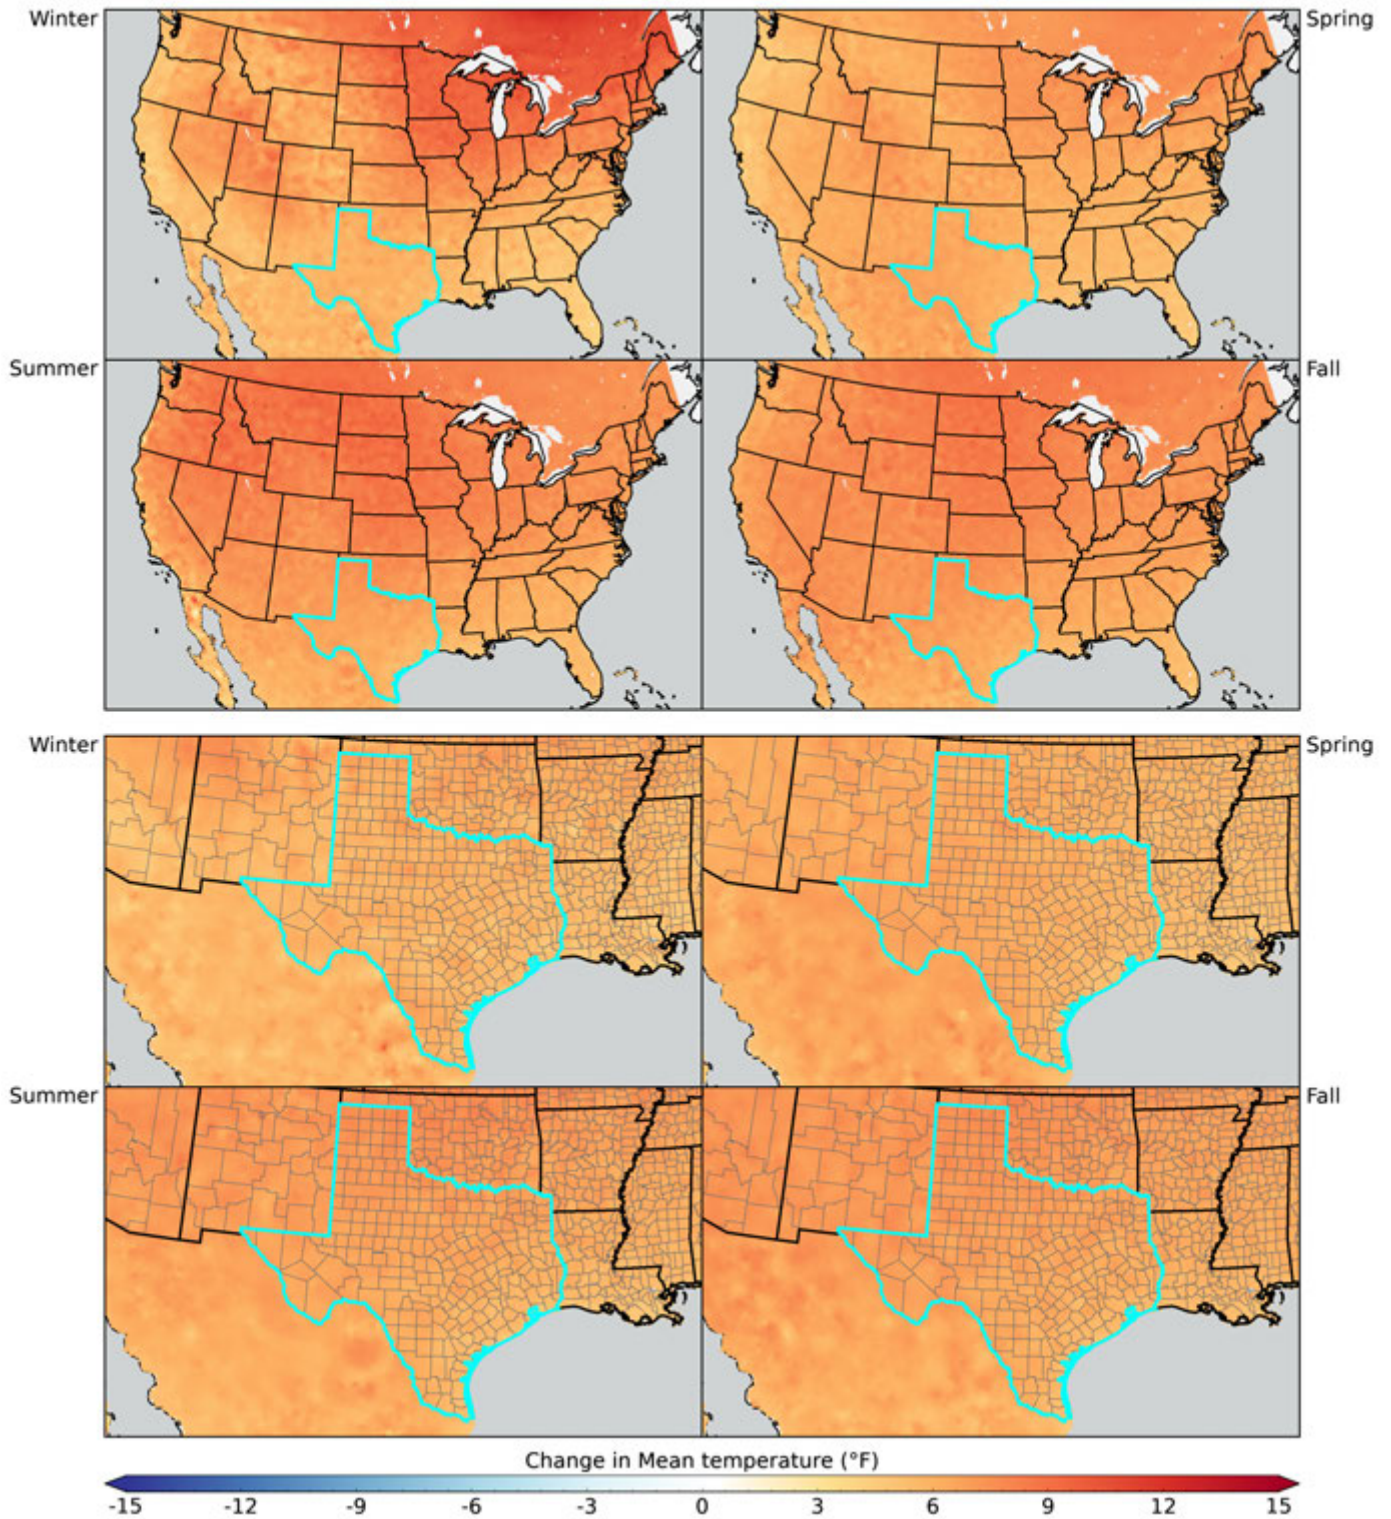 Winter
Spring
Summer
Fall
Winter
Spring
Summer
Fall
Change in Mean temperature (°F)
-15 -12 -9 -6 -3 0 3 6 9 12 15